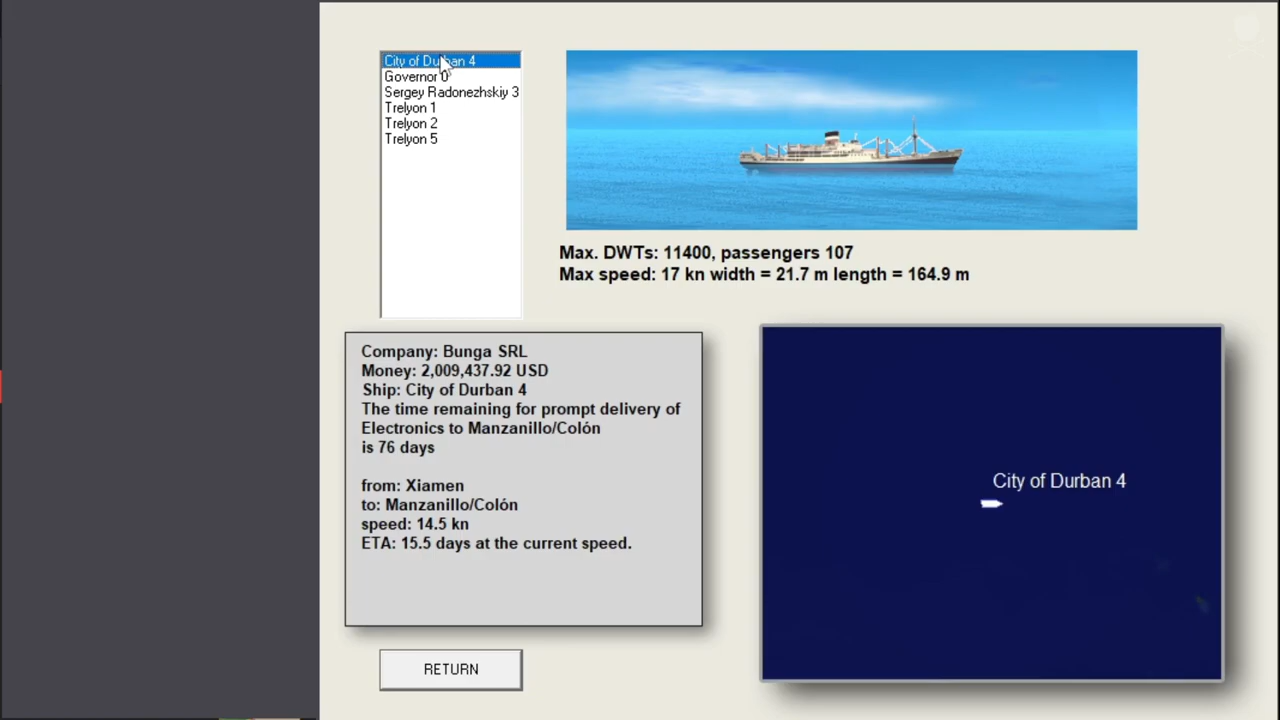 City of Durban 4
Governor 0
Sergey Radonezhskiy 3
Trelyon 1
Trelyon 2
Trelyon 5
Max. DWTs: 11400, passengers 107
Max speed: 17 kn width = 21.7 m length = 164.9 m
Company: Bunga SRL
Money: 2,009,437.92 USD
Ship: City of Durban 4
The time remaining for prompt delivery of
Electronics to Manzanillo/Colón
is 76 days
from: Xiamen
to: Manzanillo/Colón
speed: 14.5 kn
ETA: 15.5 days at the current speed.
City of Durban 4
RETURN